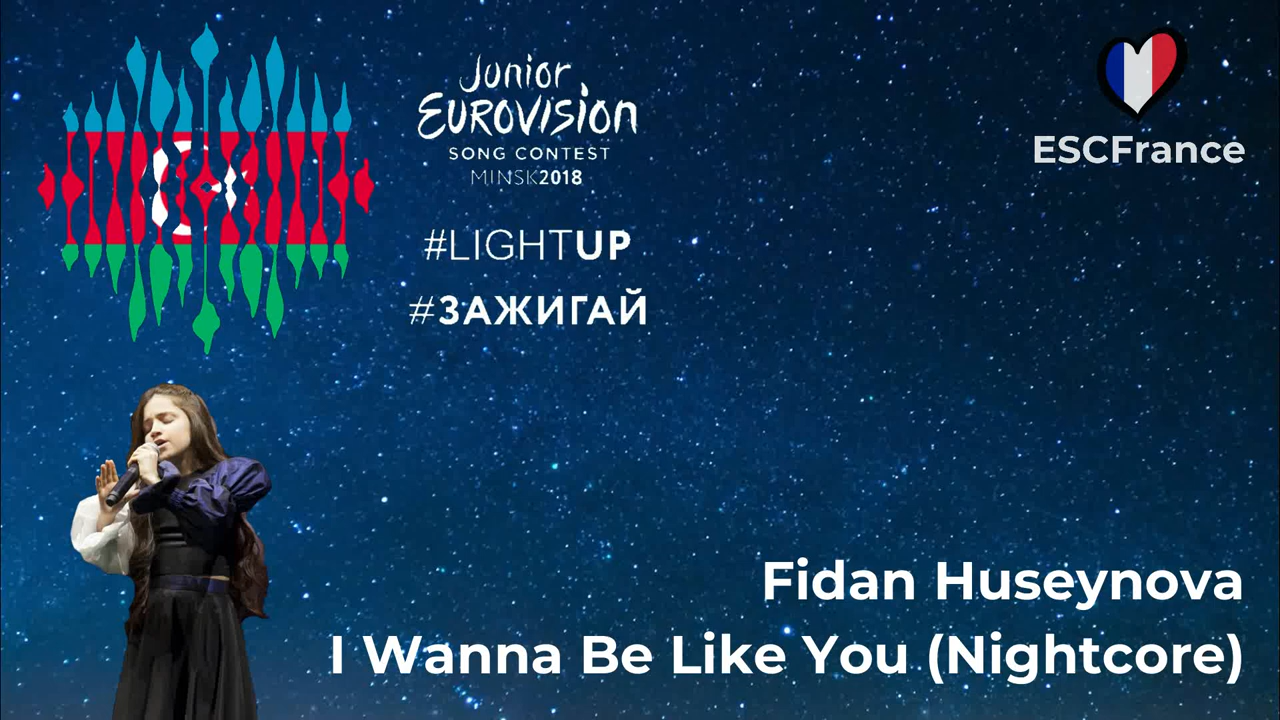 Junior
EUROVISION
SONG CONTEST
MINSK2018
#LIGHTUP
#ЗАЖИГАЙ
ESCFrance
Fidan Huseynova
I Wanna Be Like You (Nightcore)